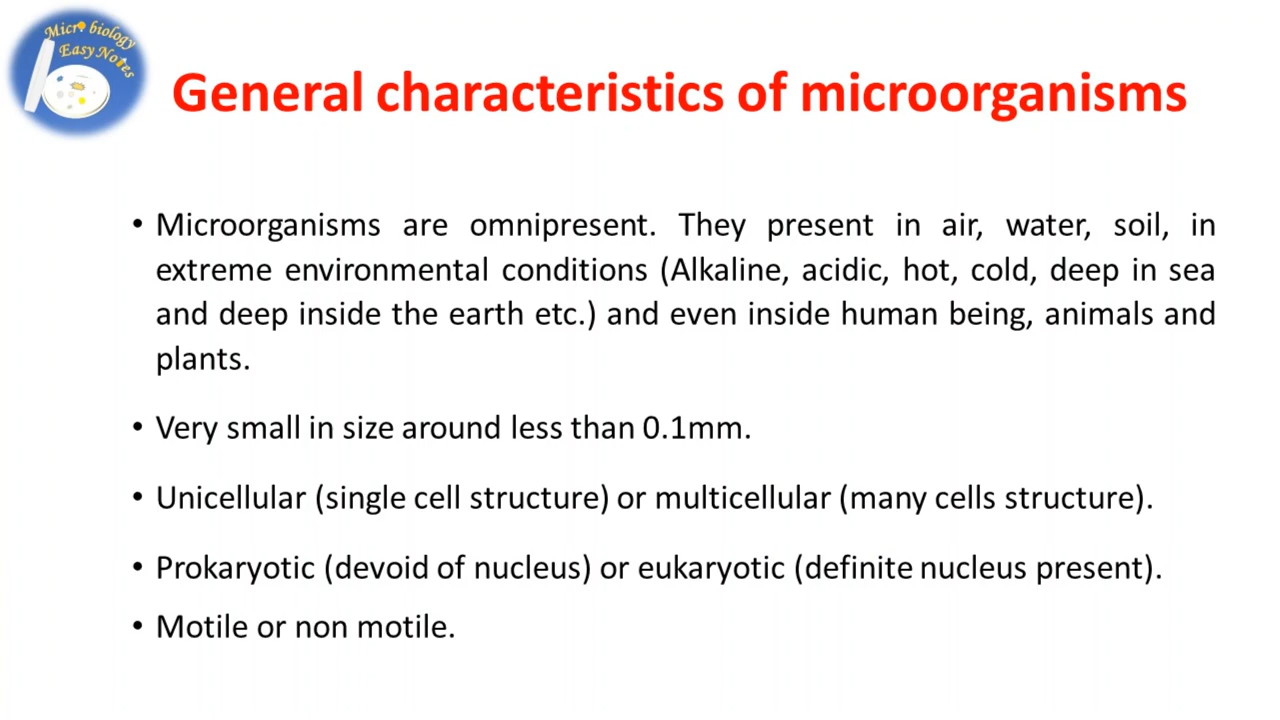 Micro biology
Easy Notes
General characteristics of microorganisms
• Microorganisms are omnipresent. They present in air, water, soil, in
extreme environmental conditions (Alkaline, acidic, hot, cold, deep in sea
and deep inside the earth etc.) and even inside human being, animals and
plants.
• Very small in size around less than 0.1mm.
• Unicellular (single cell structure) or multicellular (many cells structure).
• Prokaryotic (devoid of nucleus) or eukaryotic (definite nucleus present).
• Motile or non motile.